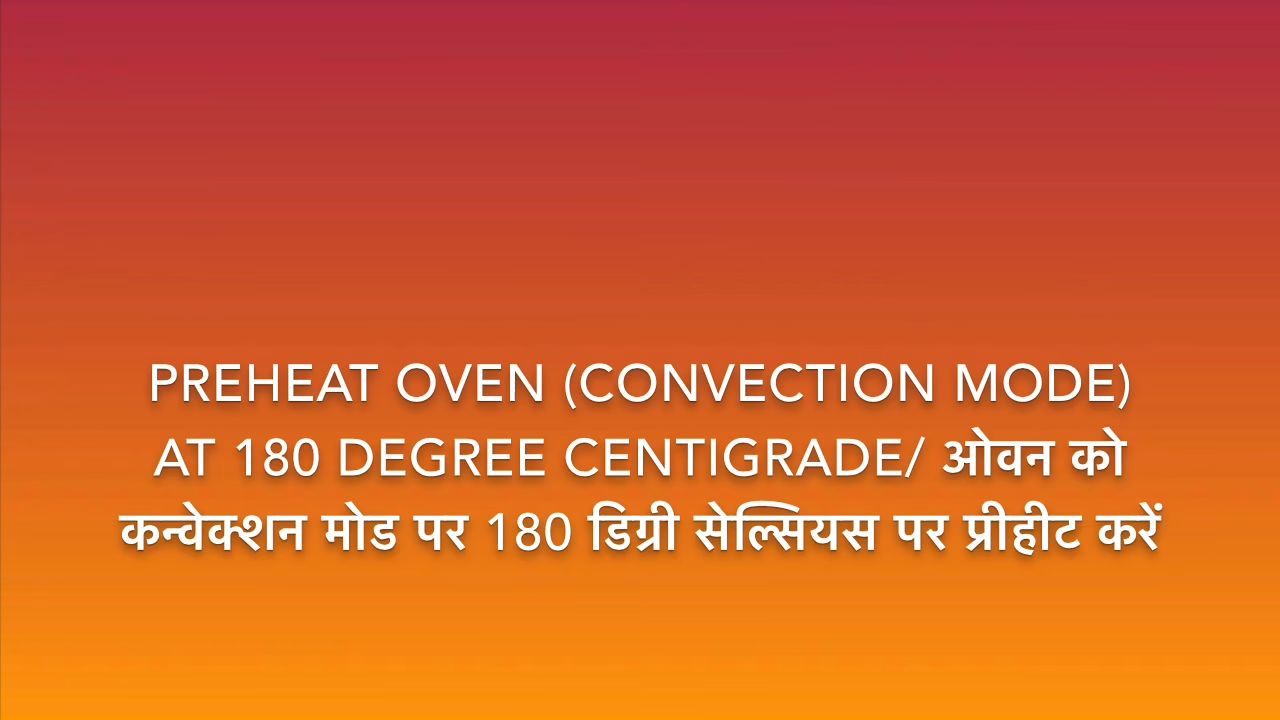 PREHEAT OVEN (CONVECTION MODE)
AT 180 DEGREE CENTIGRADE/ ओवन को
कन्वेक्शन मोड पर 180 डिग्री सेल्सियस पर प्रीहीट करें